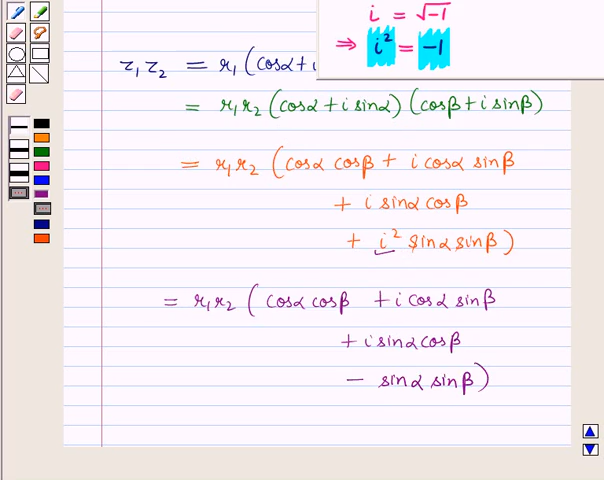 i = √-1
⇒ i² = -1
z₁z₂ = r₁(cosα+i
= r₁r₂(cosα+i sinα)(cosβ+i sinβ)
= r₁r₂(cosα cosβ + i cosα sinβ
+ i sinα cosβ
+ i² sinα sinβ)
= r₁r₂(cosα cosβ + i cosα sinβ
+ i sinα cosβ
- sinα sinβ)